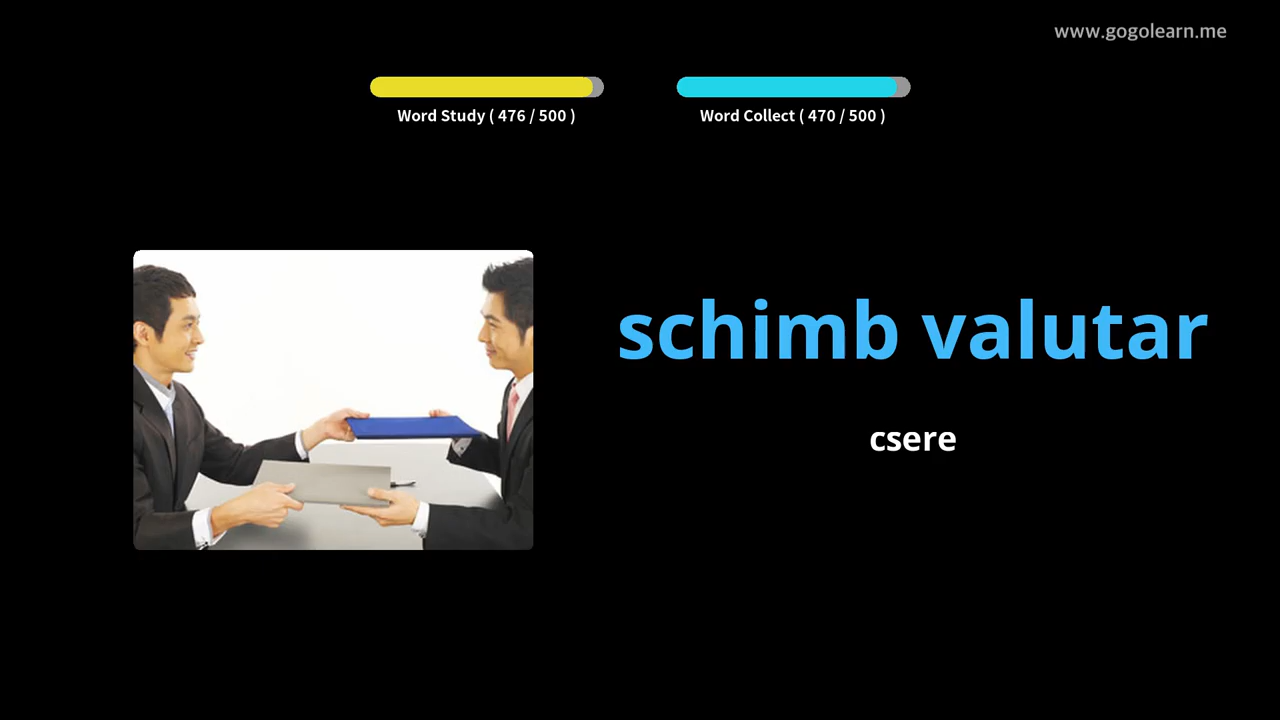 www.gogolearn.me
Word Study ( 476 / 500 )
Word Collect ( 470 / 500 )
schimb valutar
csere